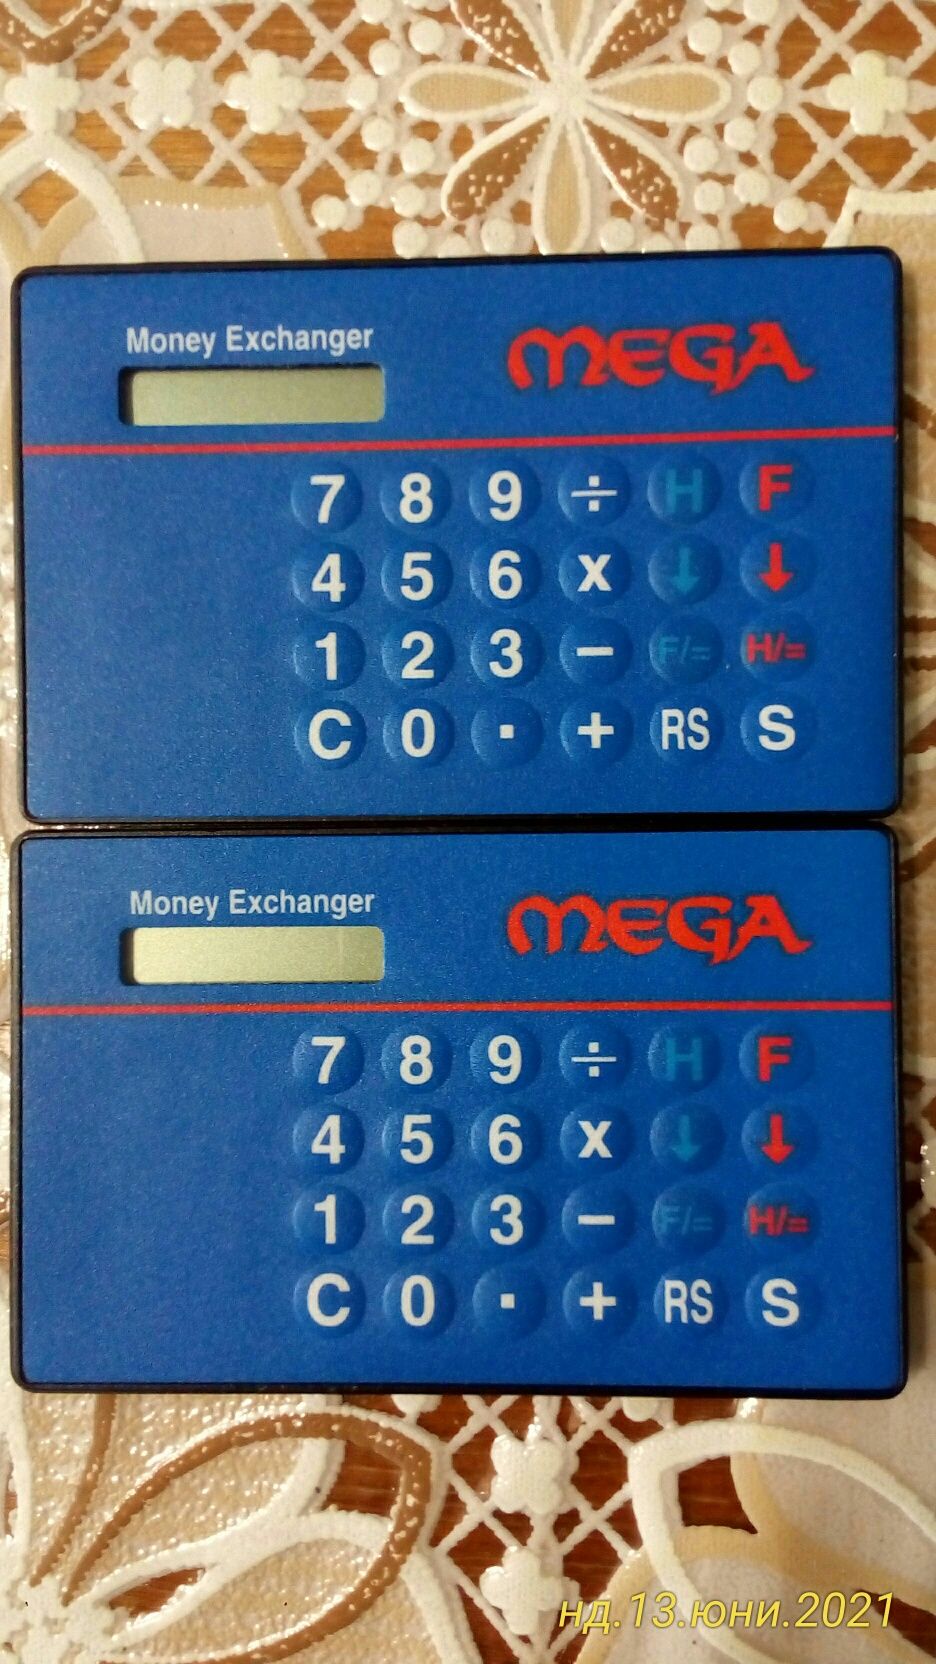 Money Exchanger
MEGA
7 8 9 ÷ H F
4 5 6 x ↓ ↓
1 2 3 − F/= H/=
C 0 · + RS S
Money Exchanger
MEGA
7 8 9 ÷ H F
4 5 6 x ↓ ↓
1 2 3 − F/= H/=
C 0 · + RS S
нд.13.юни.2021